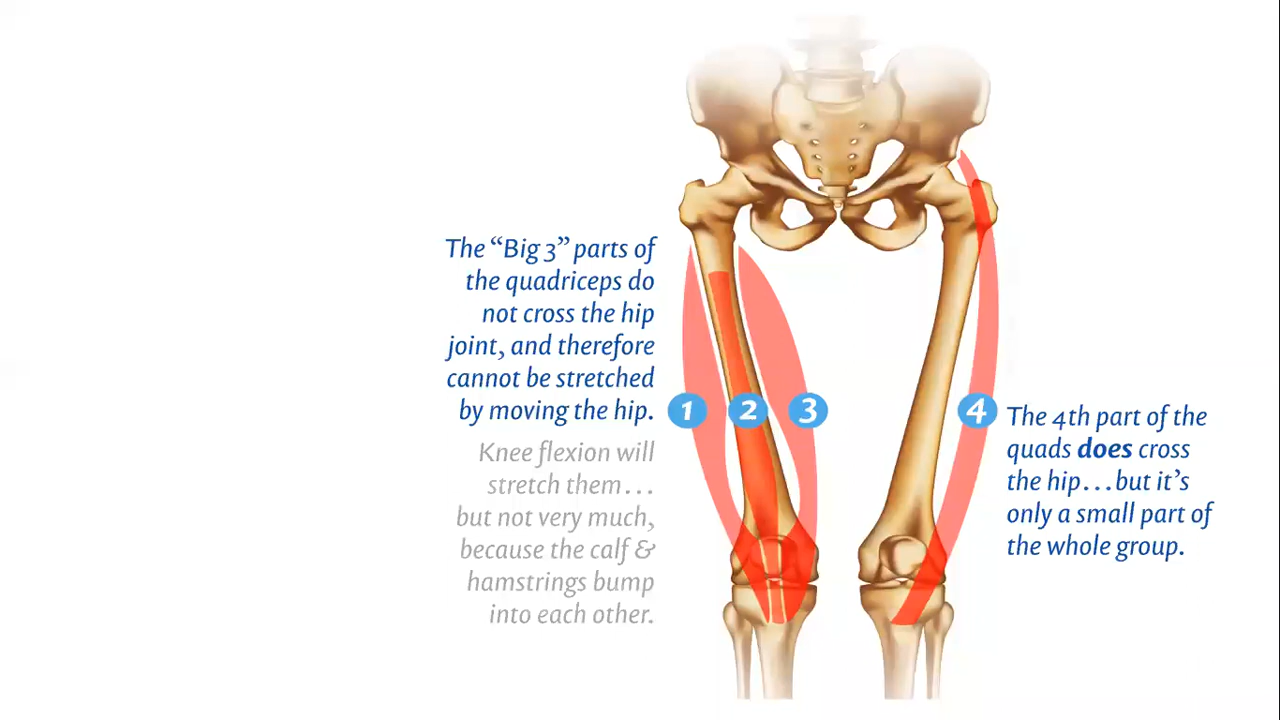 The “Big 3” parts of
the quadriceps do
not cross the hip
joint, and therefore
cannot be stretched
by moving the hip.
Knee flexion will
stretch them…
but not very much,
because the calf &
hamstrings bump
into each other.
1
2
3
4
The 4th part of the
quads does cross
the hip…but it’s
only a small part of
the whole group.